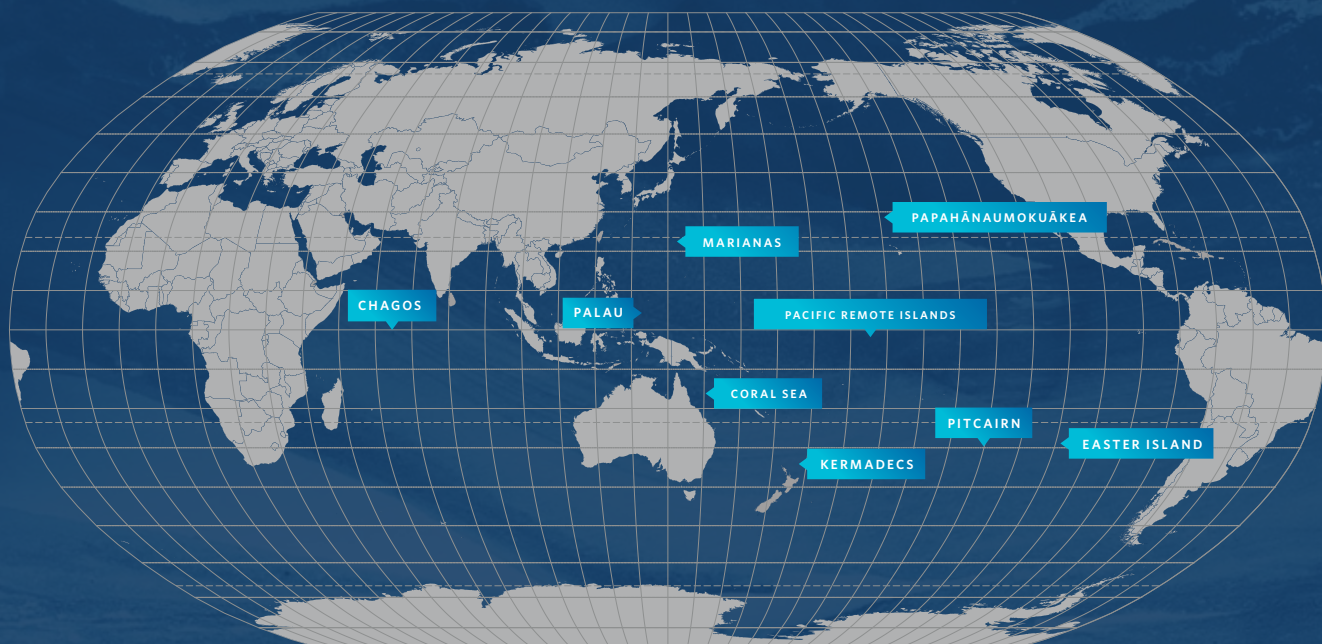 PAPAHĀNAUMOKUĀKEA
MARIANAS
CHAGOS
PALAU
PACIFIC REMOTE ISLANDS
CORAL SEA
PITCAIRN
EASTER ISLAND
KERMADECS